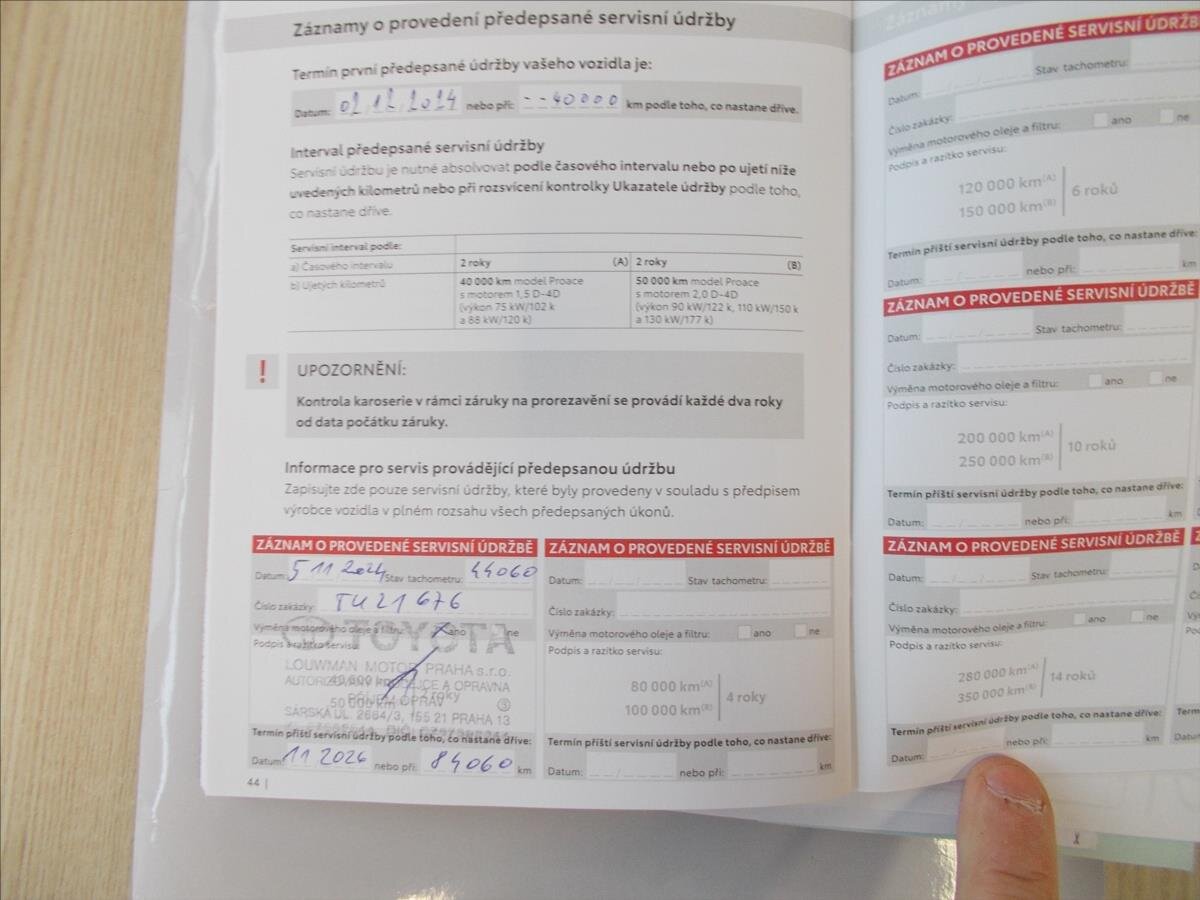 Záznamy o provedení předepsané servisní údržby
Termín první předepsané údržby vašeho vozidla je:
Datum: 02/12/2024 nebo při: --40000 km podle toho, co nastane dříve.
Interval předepsané servisní údržby
Servisní údržbu je nutné absolvovat podle časového intervalu nebo po ujetí níže
uvedených kilometrů nebo při rozsvícení kontrolky Ukazatele údržby podle toho,
co nastane dříve.
Servisní interval podle:
a) Časového intervalu 2 roky (A) 2 roky (B)
b) Ujetých kilometrů 40 000 km model Proace 50 000 km model Proace
s motorem 1,5 D-4D s motorem 2,0 D-4D
(výkon 75 kW/102 k (výkon 90 kW/122 k, 110 kW/150 k
a 88 kW/120 k) a 130 kW/177 k)
! UPOZORNĚNÍ:
Kontrola karoserie v rámci záruky na prorezavění se provádí každé dva roky
od data počátku záruky.
Informace pro servis provádějící předepsanou údržbu
Zapisujte zde pouze servisní údržby, které byly provedeny v souladu s předpisem
výrobce vozidla v plném rozsahu všech předepsaných úkonů.
ZÁZNAM O PROVEDENÉ SERVISNÍ ÚDRŽBĚ
Datum: 5 11 2024 Stav tachometru: 44060
Číslo zakázky: TU21676
Výměna motorového oleje a filtru: ano ne
TOYOTA
Podpis a razítko servisu:
LOUWMAN MOTOR PRAHA s.r.o.
40 000 km
A OPRAVNA
50 000 km
2 roky
PŘÍJEM OPRAV 3
ŠÁRSKÁ UL. 2664/3, 155 21 PRAHA 13
Termín příští servisní údržby podle toho, co nastane dříve:
Datum: 11 2026 nebo při: 84060 km
44 |
ZÁZNAM O PROVEDENÉ SERVISNÍ ÚDRŽBĚ
Datum: Stav tachometru:
Číslo zakázky:
Výměna motorového oleje a filtru: ano ne
Podpis a razítko servisu:
80 000 km(A)
100 000 km(B)
4 roky
Termín příští servisní údržby podle toho, co nastane dříve:
Datum: nebo při: km
Záznamy
ZÁZNAM O PROVEDENÉ SERVISNÍ ÚDRŽB
Datum: Stav tachometru:
Číslo zakázky:
Výměna motorového oleje a filtru: ano ne
Podpis a razítko servisu:
120 000 km(A)
150 000 km(B)
6 roků
Termín příští servisní údržby podle toho, co nastane dříve:
Datum: nebo při: km
ZÁZNAM O PROVEDENÉ SERVISNÍ ÚDRŽBĚ
Datum: Stav tachometru:
Číslo zakázky:
Výměna motorového oleje a filtru: ano ne
Podpis a razítko servisu:
200 000 km(A)
250 000 km(B)
10 roků
Termín příští servisní údržby podle toho, co nastane dříve:
Datum: nebo při: km
ZÁZNAM O PROVEDENÉ SERVISNÍ ÚDRŽBĚ
Datum: Stav tachometru:
Číslo zakázky:
Výměna motorového oleje a filtru: ano ne
Podpis a razítko servisu:
280 000 km(A)
350 000 km(B)
14 roků
Termín příští servisní údržby podle toho, co nastane dříve:
Datum: nebo při: km